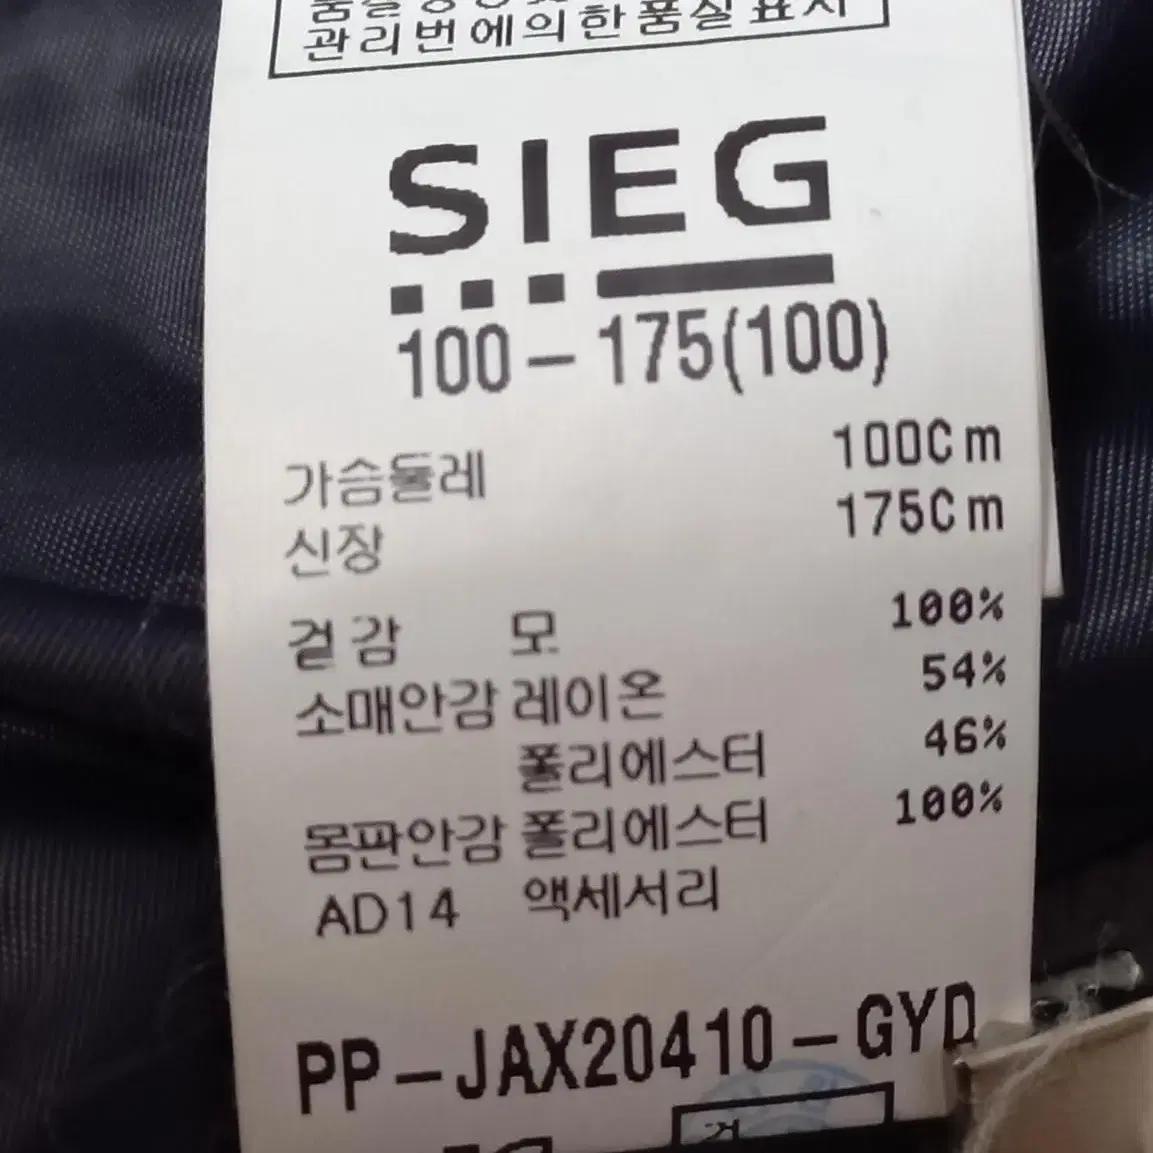 관리번에의한품실표시
SIEG
100-175(100)
가슴둘레 100Cm
신장 175Cm
겉감 모 100%
소매안감 레이온 54%
폴리에스터 46%
몸판안감 폴리에스터 100%
AD14 액세서리
PP-JAX20410-GYD